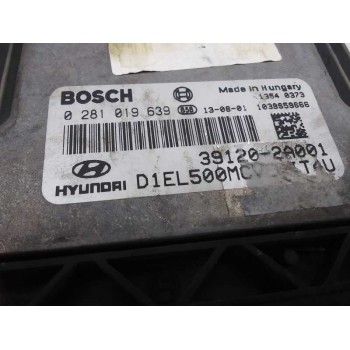 BOSCH
Made in Hungary
0 281 019 639 13-08-01
1354 0373
1039S59866
39120-2A001
HYUNDAI D1EL500MC